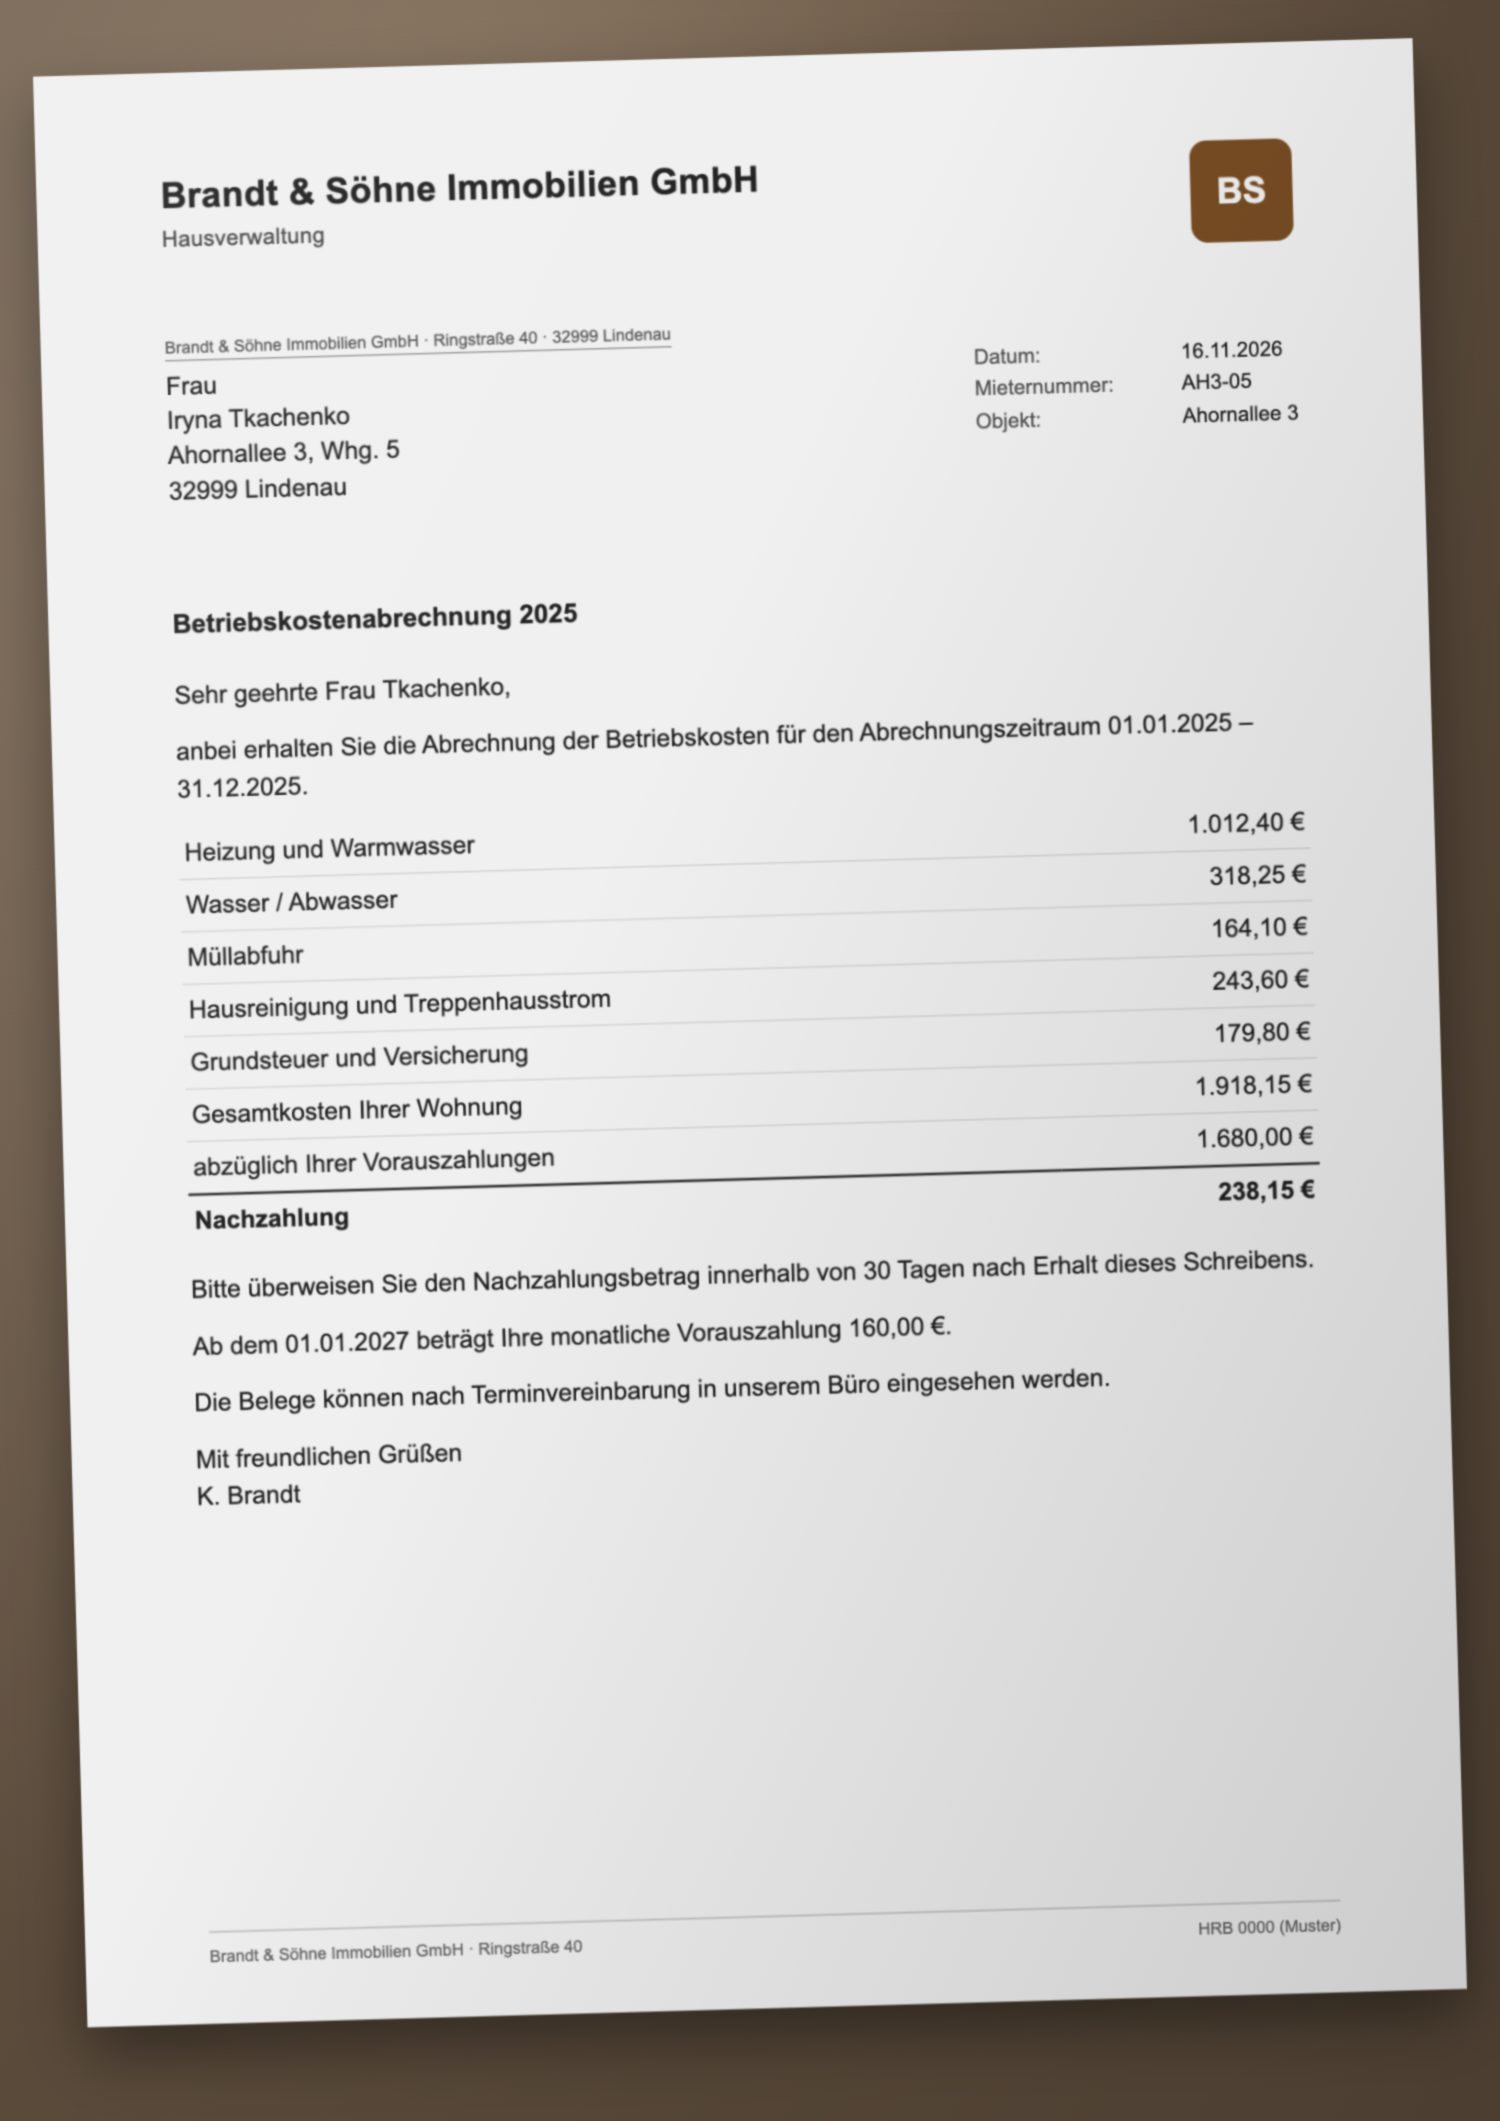 Brandt & Söhne Immobilien GmbH
Hausverwaltung
BS
Brandt & Söhne Immobilien GmbH · Ringstraße 40 · 32999 Lindenau
Frau
Iryna Tkachenko
Ahornallee 3, Whg. 5
32999 Lindenau
Datum: 16.11.2026
Mieternummer: AH3-05
Objekt: Ahornallee 3
Betriebskostenabrechnung 2025
Sehr geehrte Frau Tkachenko,
anbei erhalten Sie die Abrechnung der Betriebskosten für den Abrechnungszeitraum 01.01.2025 –
31.12.2025.
Heizung und Warmwasser 1.012,40 €
Wasser / Abwasser 318,25 €
Müllabfuhr 164,10 €
Hausreinigung und Treppenhausstrom 243,60 €
Grundsteuer und Versicherung 179,80 €
Gesamtkosten Ihrer Wohnung 1.918,15 €
abzüglich Ihrer Vorauszahlungen 1.680,00 €
Nachzahlung 238,15 €
Bitte überweisen Sie den Nachzahlungsbetrag innerhalb von 30 Tagen nach Erhalt dieses Schreibens.
Ab dem 01.01.2027 beträgt Ihre monatliche Vorauszahlung 160,00 €.
Die Belege können nach Terminvereinbarung in unserem Büro eingesehen werden.
Mit freundlichen Grüßen
K. Brandt
Brandt & Söhne Immobilien GmbH · Ringstraße 40
HRB 0000 (Muster)